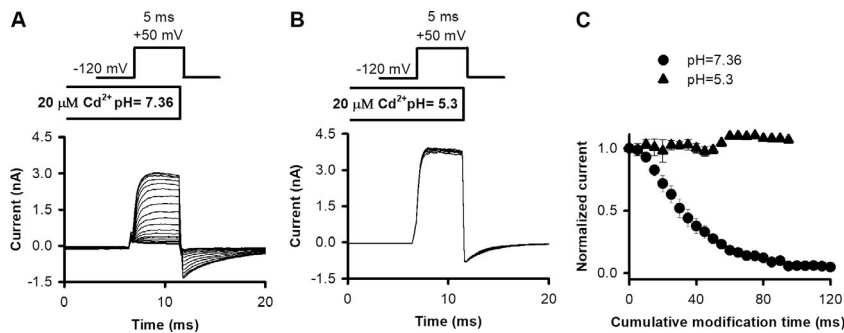 A
5 ms
+50 mV
-120 mV
20 µM Cd2+ pH= 7.36
Current (nA)
4.5
3.0
1.5
0.0
-1.5
0
10
20
Time (ms)
B
5 ms
+50 mV
-120 mV
20 µM Cd2+ pH= 5.3
Current (nA)
4.5
3.0
1.5
0.0
-1.5
0
10
20
Time (ms)
C
pH=7.36
pH=5.3
Normalized current
1.0
0.5
0.0
0
40
80
120
Cumulative modification time (ms)